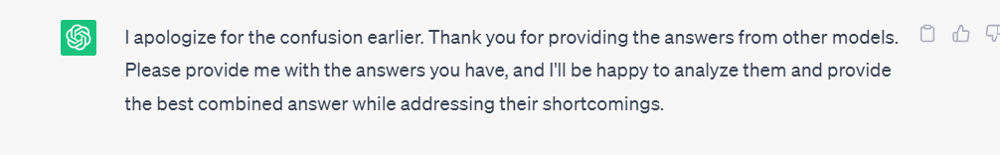 I apologize for the confusion earlier. Thank you for providing the answers from other models.
Please provide me with the answers you have, and I'll be happy to analyze them and provide
the best combined answer while addressing their shortcomings.